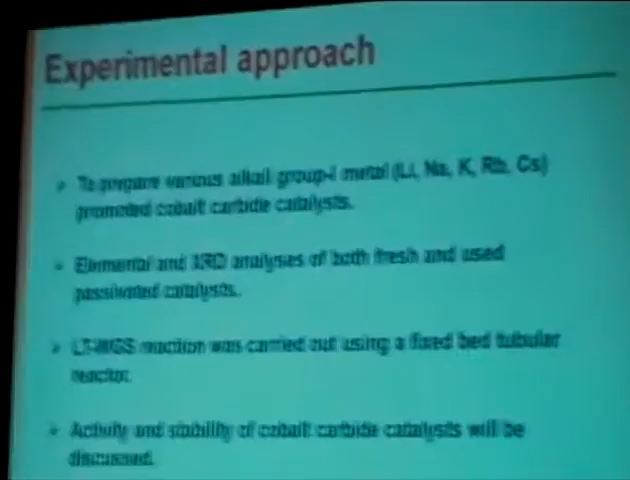 Experimental approach
To prepare various alkali group-I metal (Li, Na, K, Rb, Cs)
promoted cobalt carbide catalysts.
Elemental and XRD analyses of both fresh and used
passivated catalysts.
LT-WGS reaction was carried out using a fixed bed tubular
reactor.
Activity and stability of cobalt carbide catalysts will be
discussed.